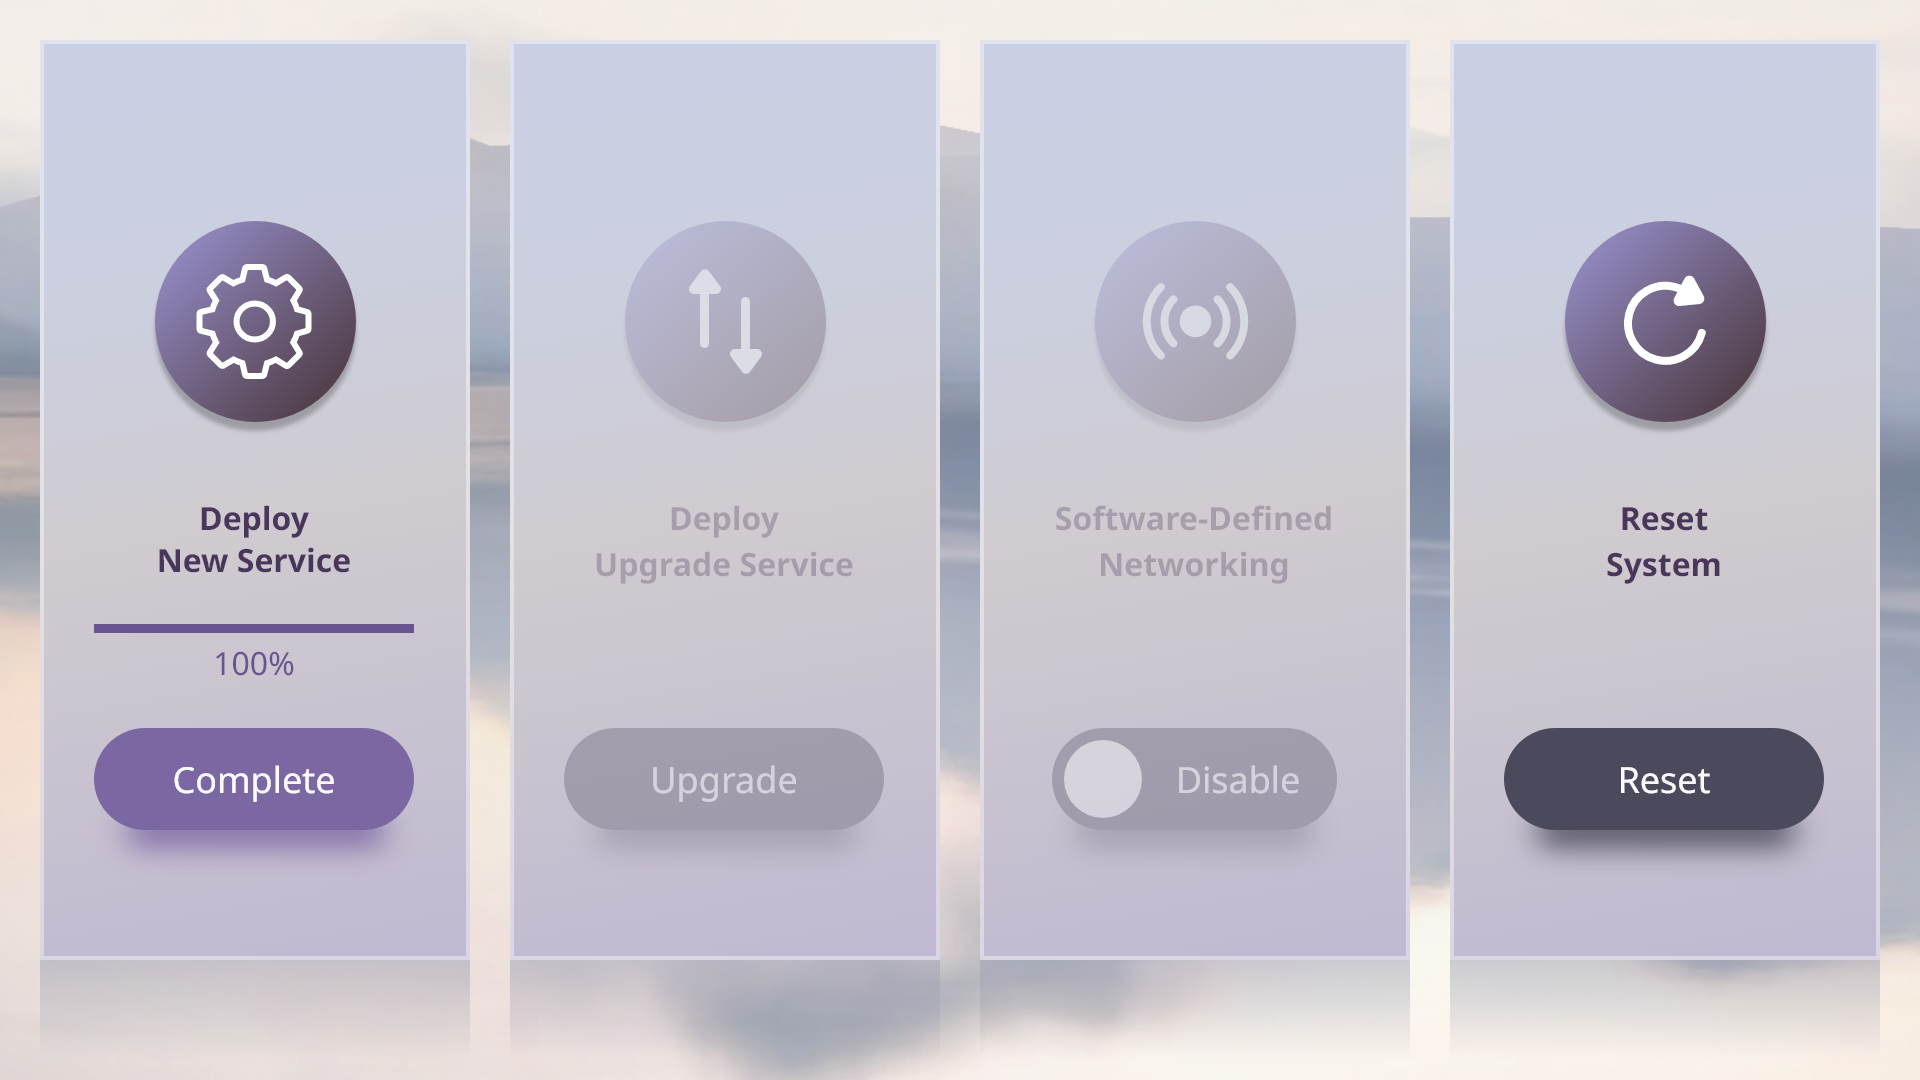 Deploy
New Service
100%
Complete
Deploy
Upgrade Service
Upgrade
Software-Defined
Networking
Disable
Reset
System
Reset